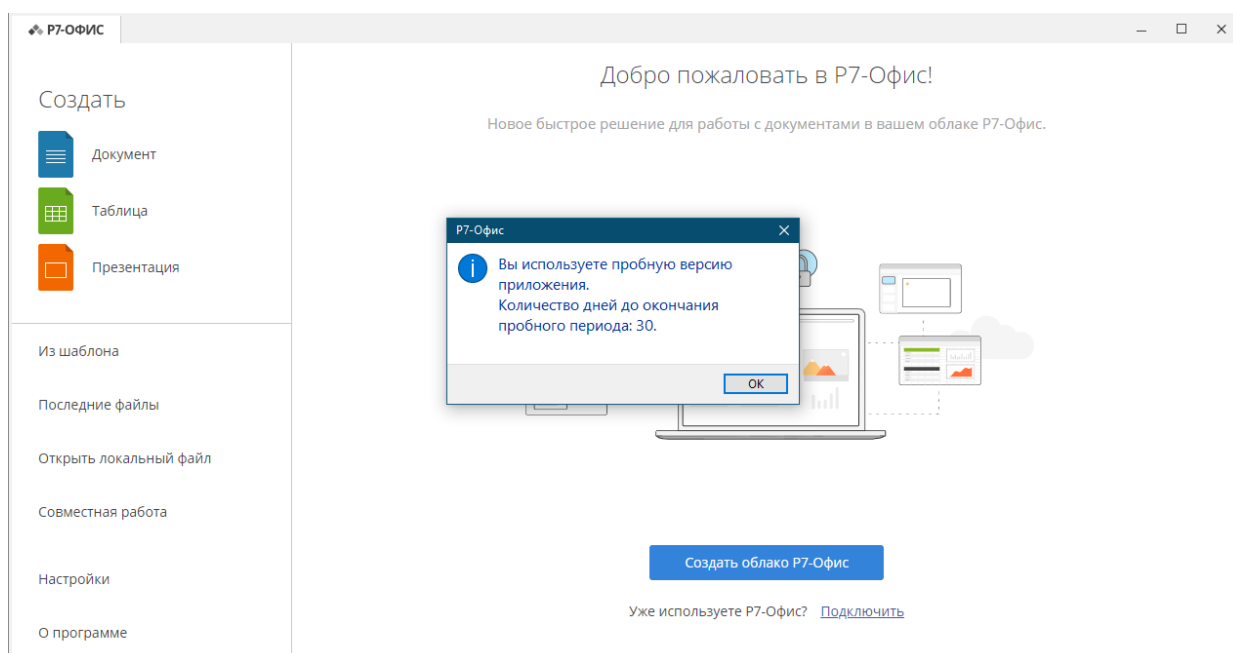 Р7-ОФИС
Создать
Документ
Таблица
Презентация
Из шаблона
Последние файлы
Открыть локальный файл
Совместная работа
Настройки
О программе
Добро пожаловать в Р7-Офис!
Новое быстрое решение для работы с документами в вашем облаке Р7-Офис.
Р7-Офис
Вы используете пробную версию
приложения.
Количество дней до окончания
пробного периода: 30.
ОК
Создать облако Р7-Офис
Уже используете Р7-Офис? Подключить